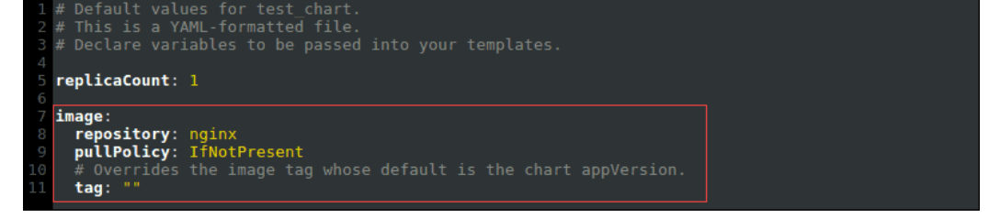 1 # Default values for test_chart.
2 # This is a YAML-formatted file.
3 # Declare variables to be passed into your templates.
4
5 replicaCount: 1
6
7 image:
8   repository: nginx
9   pullPolicy: IfNotPresent
10   # Overrides the image tag whose default is the chart appVersion.
11   tag: ""